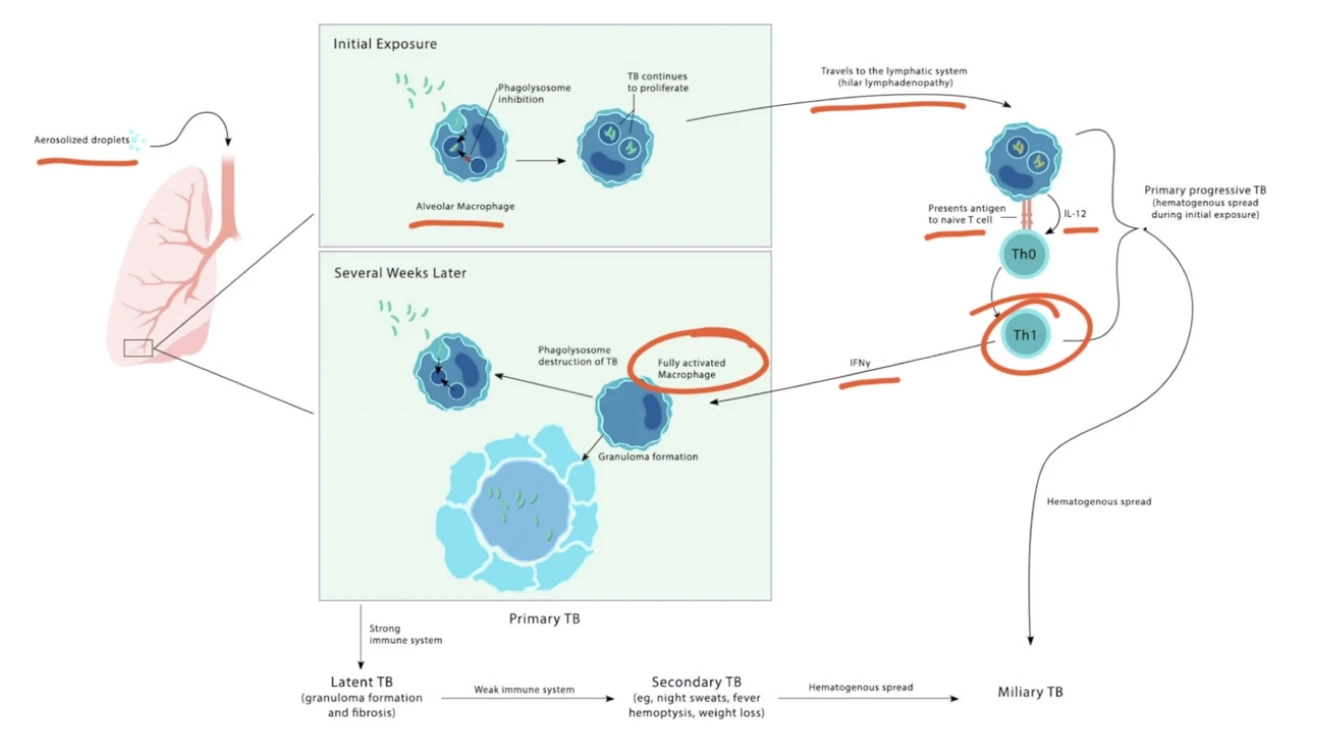 Initial Exposure
Phagolysosome
inhibition
TB continues
to proliferate
Alveolar Macrophage
Aerosolized droplets
Travels to the lymphatic system
(hilar lymphadenopathy)
Presents antigen
to naive T cell
IL-12
Th0
Th1
Primary progressive TB
(hematogenous spread
during initial exposure)
IFNγ
Several Weeks Later
Phagolysosome
destruction of TB
Fully activated
Macrophage
Granuloma formation
Hematogenous spread
Primary TB
Strong
immune system
Latent TB
(granuloma formation
and fibrosis)
Weak immune system
Secondary TB
(eg, night sweats, fever
hemoptysis, weight loss)
Hematogenous spread
Miliary TB